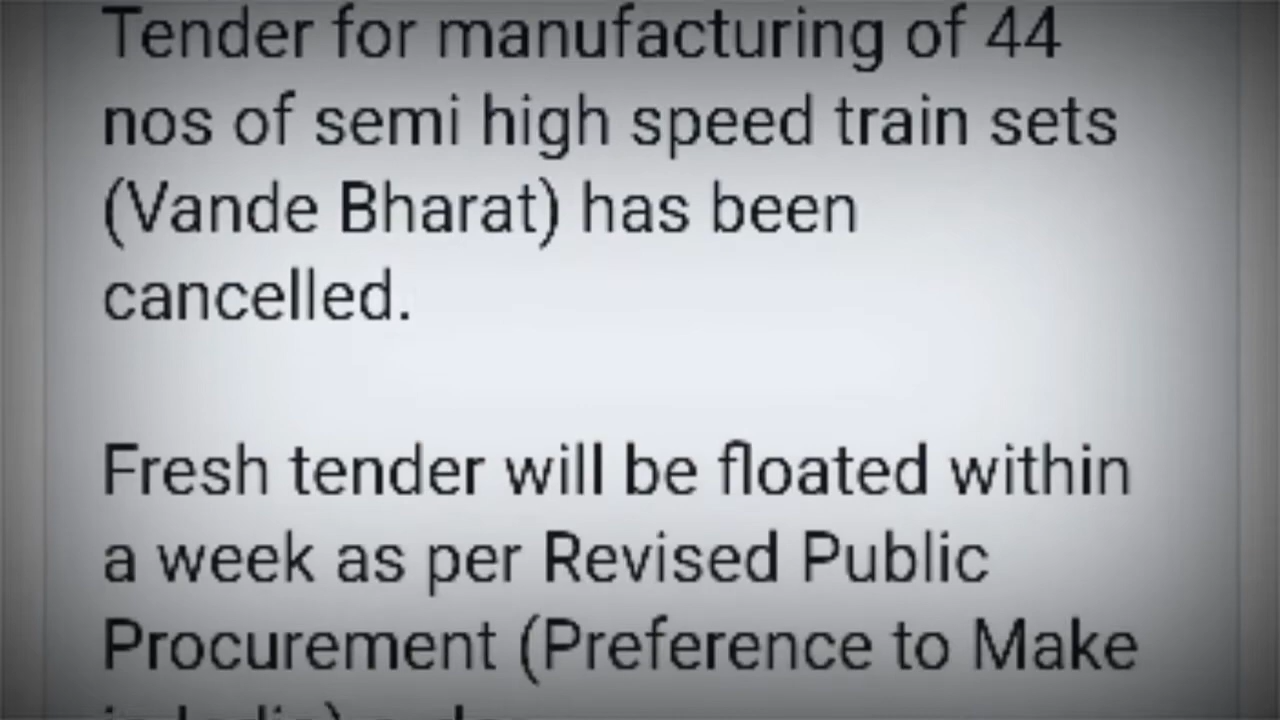 Tender for manufacturing of 44
nos of semi high speed train sets
(Vande Bharat) has been
cancelled.
Fresh tender will be floated within
a week as per Revised Public
Procurement (Preference to Make